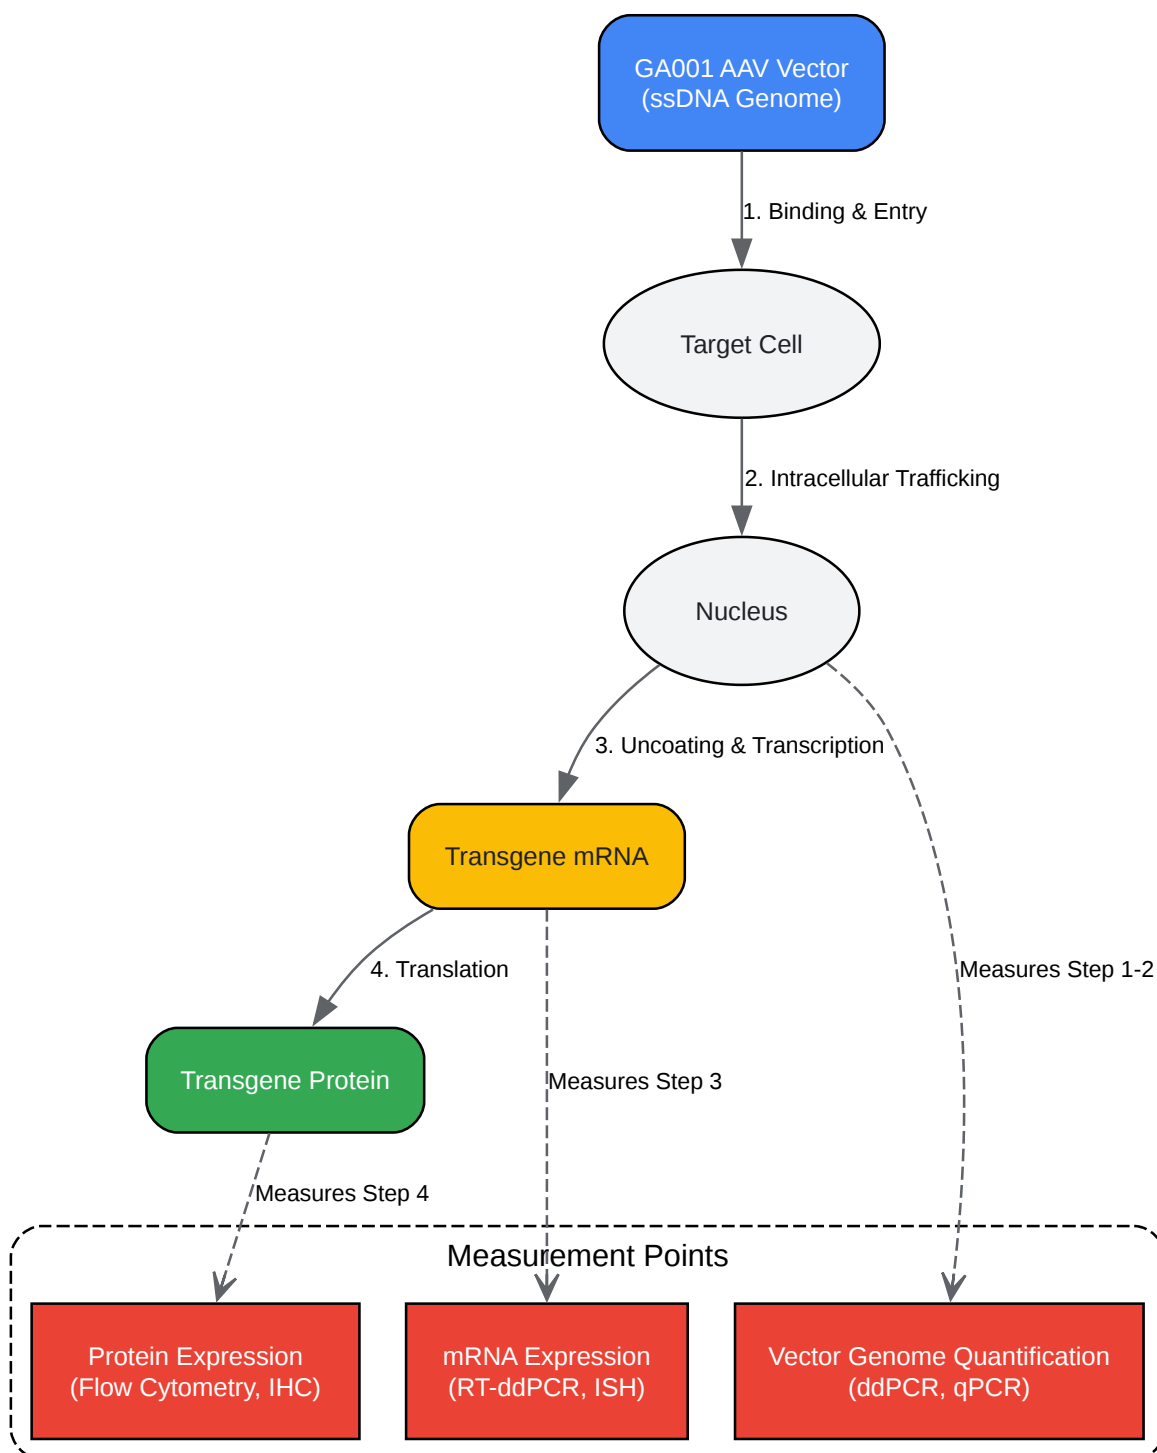 GA001 AAV Vector
(ssDNA Genome)
1. Binding & Entry
Target Cell
2. Intracellular Trafficking
Nucleus
3. Uncoating & Transcription
Transgene mRNA
4. Translation
Measures Step 1-2
Transgene Protein
Measures Step 3
Measures Step 4
Measurement Points
Protein Expression
(Flow Cytometry, IHC)
mRNA Expression
(RT-ddPCR, ISH)
Vector Genome Quantification
(ddPCR, qPCR)